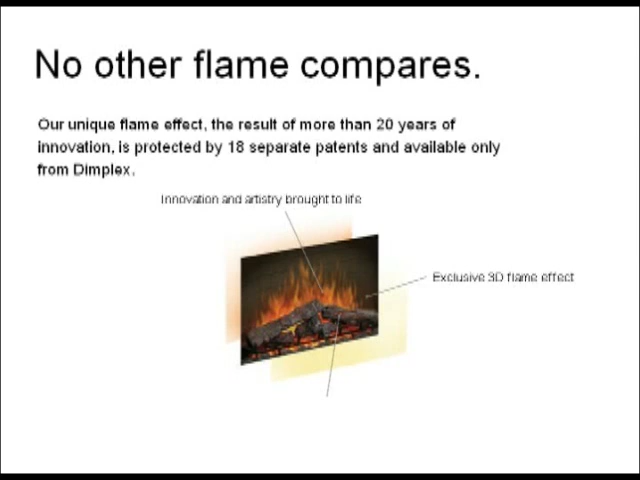 No other flame compares.
Our unique flame effect, the result of more than 20 years of
innovation, is protected by 18 separate patents and available only
from Dimplex.
Innovation and artistry brought to life
Exclusive 3D flame effect